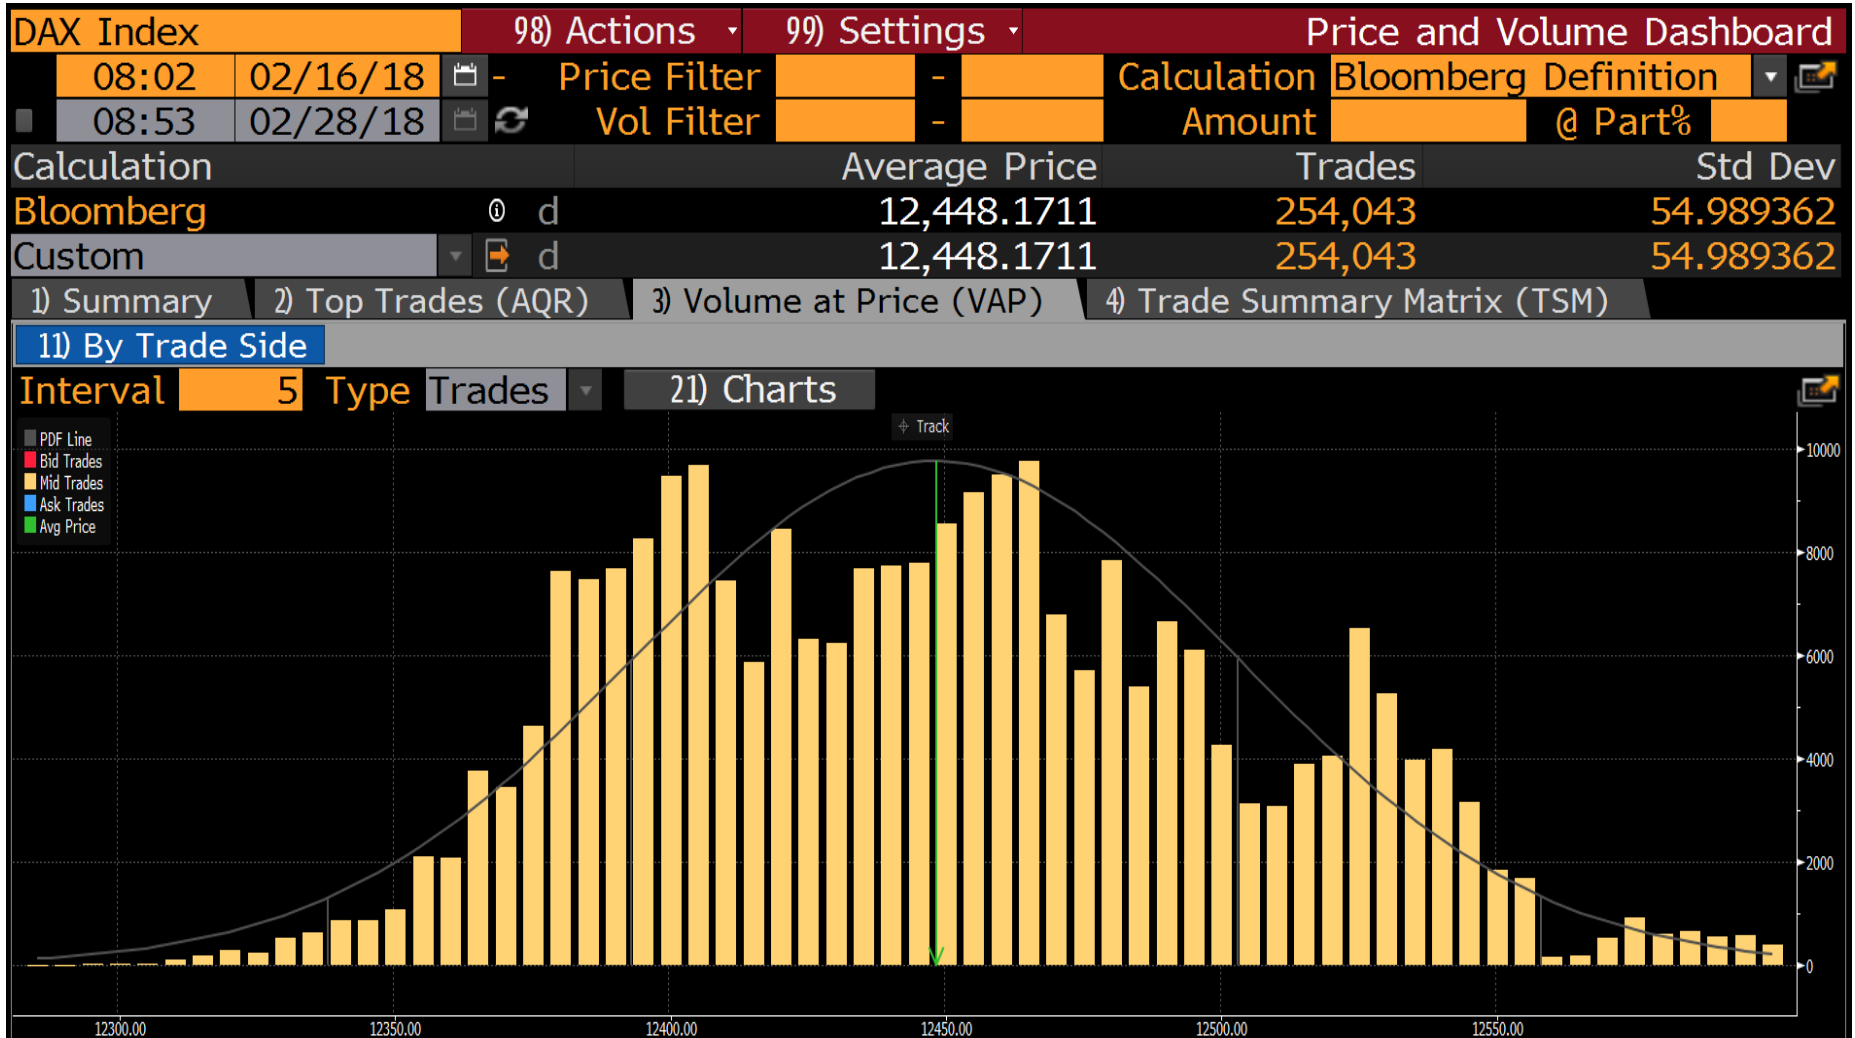 DAX Index 98) Actions 99) Settings Price and Volume Dashboard
08:02 02/16/18 - Price Filter - Calculation Bloomberg Definition
08:53 02/28/18 Vol Filter - Amount @ Part%
Calculation Average Price Trades Std Dev
Bloomberg d 12,448.1711 254,043 54.989362
Custom d 12,448.1711 254,043 54.989362
1) Summary 2) Top Trades (AQR) 3) Volume at Price (VAP) 4) Trade Summary Matrix (TSM)
11) By Trade Side
Interval 5 Type Trades 21) Charts
Track
PDF Line
Bid Trades
Mid Trades
Ask Trades
Avg Price
10000
8000
6000
4000
2000
0
12300.00 12350.00 12400.00 12450.00 12500.00 12550.00